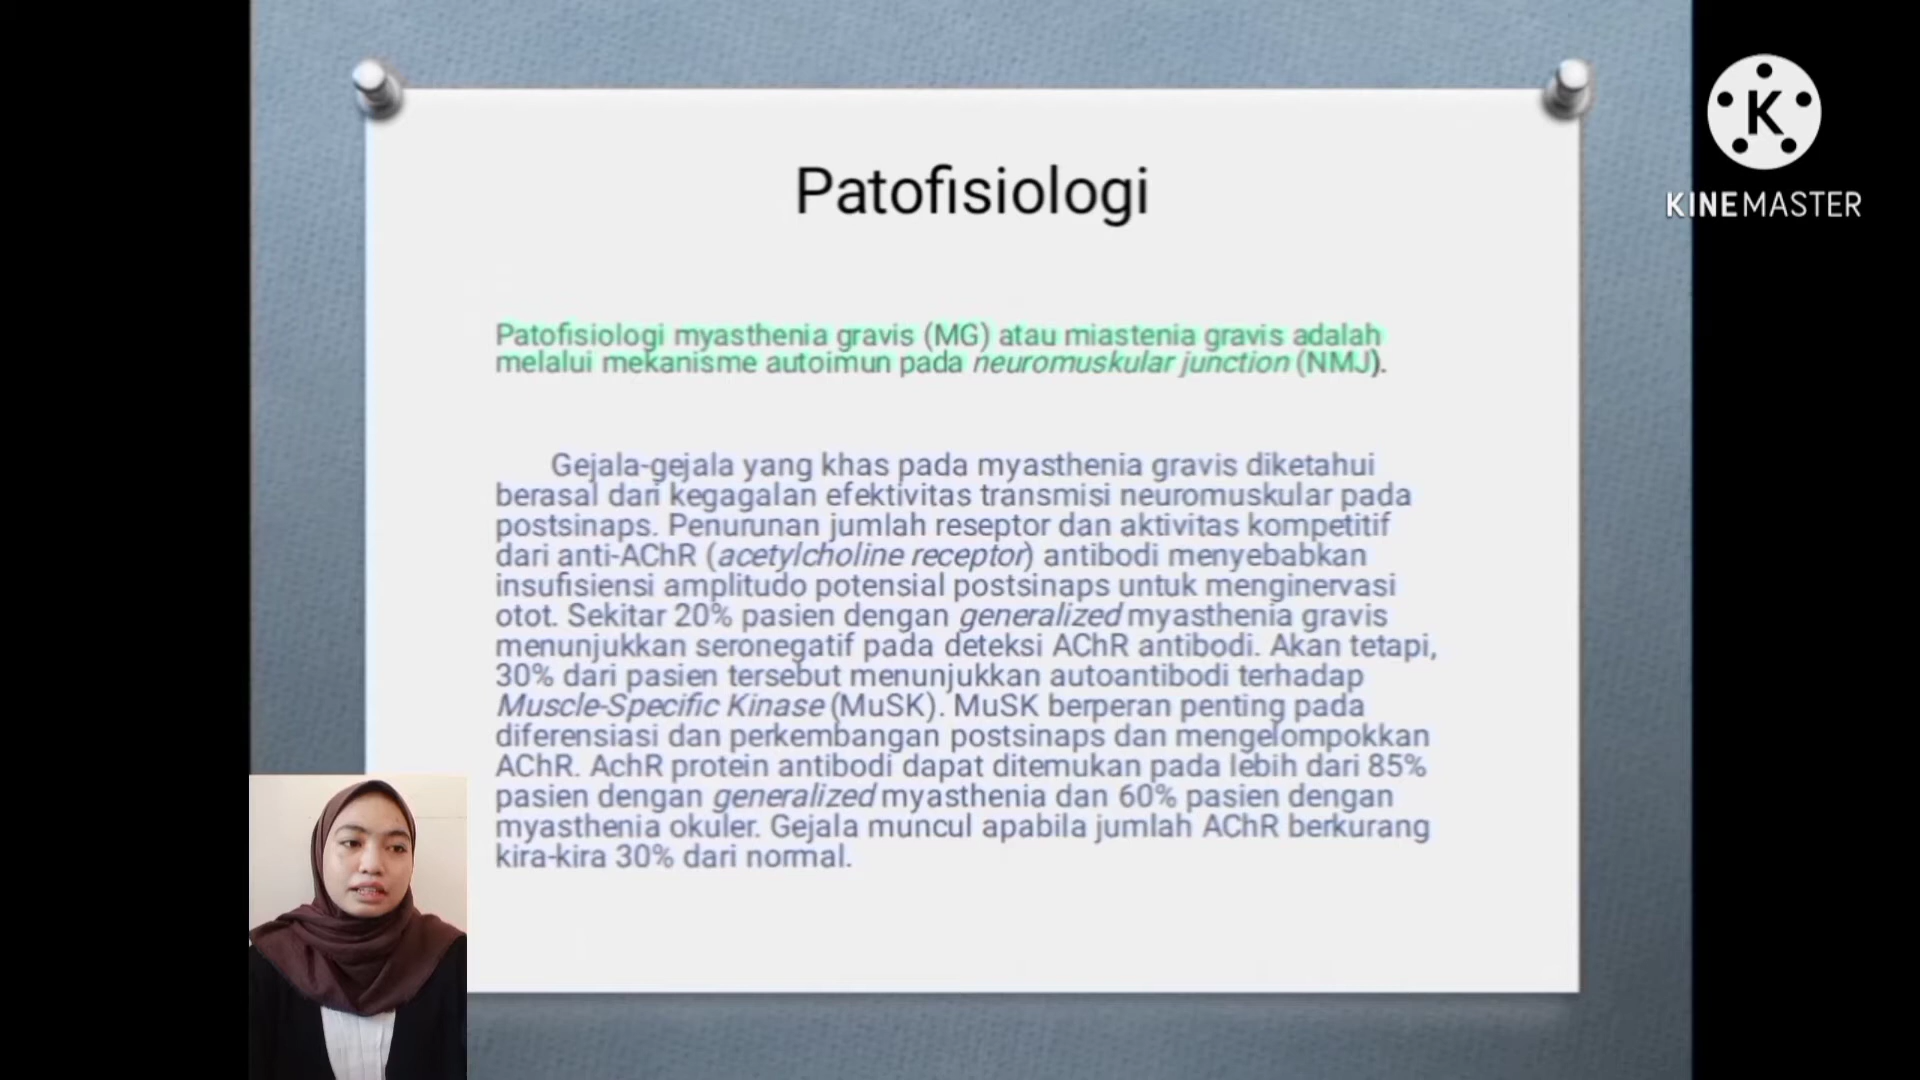 Patofisiologi
Patofisiologi myasthenia gravis (MG) atau miastenia gravis adalah
melalui mekanisme autoimun pada neuromuskular junction (NMJ).
Gejala-gejala yang khas pada myasthenia gravis diketahui
berasal dari kegagalan efektivitas transmisi neuromuskular pada
postsinaps. Penurunan jumlah reseptor dan aktivitas kompetitif
dari anti-AChR (acetylcholine receptor) antibodi menyebabkan
insufisiensi amplitudo potensial postsinaps untuk menginervasi
otot. Sekitar 20% pasien dengan generalized myasthenia gravis
menunjukkan seronegatif pada deteksi AChR antibodi. Akan tetapi,
30% dari pasien tersebut menunjukkan autoantibodi terhadap
Muscle-Specific Kinase (MuSK). MuSK berperan penting pada
diferensiasi dan perkembangan postsinaps dan mengelompokkan
AChR. AchR protein antibodi dapat ditemukan pada lebih dari 85%
pasien dengan generalized myasthenia dan 60% pasien dengan
myasthenia okuler. Gejala muncul apabila jumlah AChR berkurang
kira-kira 30% dari normal.
K
KINEMASTER